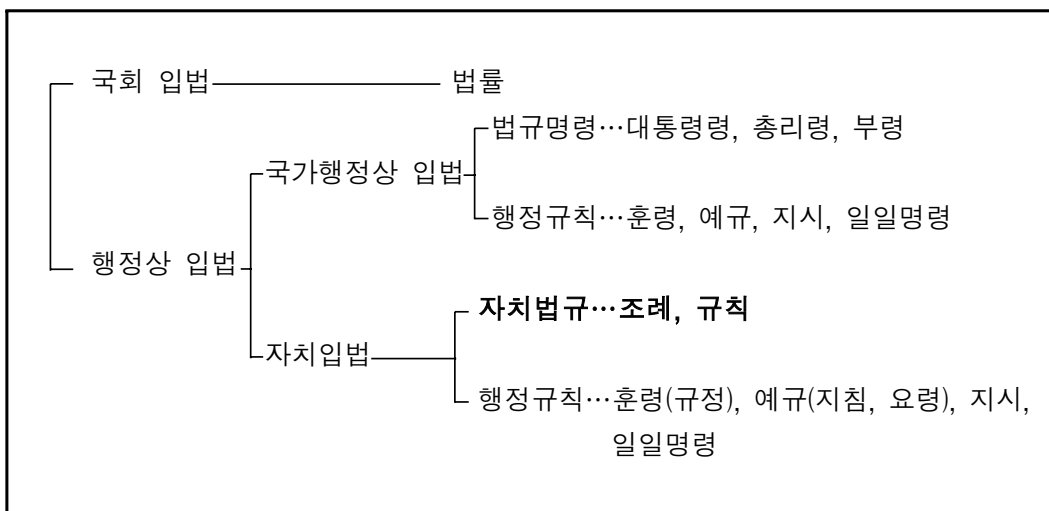 국회 입법 법률
법규명령…대통령령, 총리령, 부령
국가행정상 입법
행정규칙…훈령, 예규, 지시, 일일명령
행정상 입법
자치법규…조례, 규칙
자치입법
행정규칙…훈령(규정), 예규(지침, 요령), 지시,
일일명령